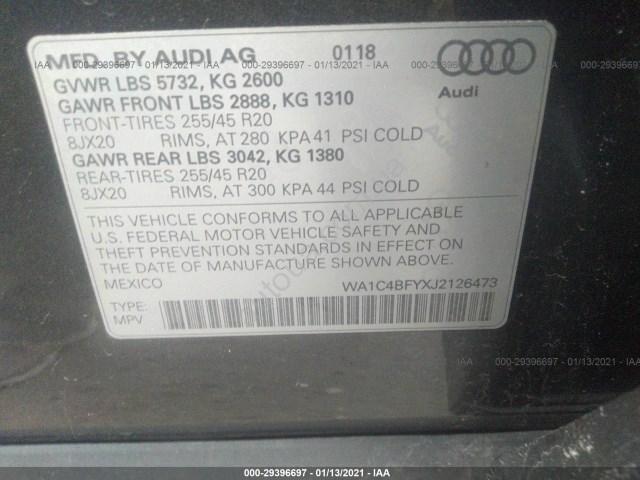 MFD. BY AUDI AG 0118
000-29396697 - 01/13/2021 - IAA 000-29396697 - 01/13/2021 - IAA 000-29396697 - 01/13/2021 - IAA
GVWR LBS 5732, KG 2600
Audi
GAWR FRONT LBS 2888, KG 1310
FRONT-TIRES 255/45 R20
8JX20 RIMS, AT 280 KPA 41 PSI COLD
GAWR REAR LBS 3042, KG 1380
REAR-TIRES 255/45 R20
8JX20 RIMS, AT 300 KPA 44 PSI COLD
THIS VEHICLE CONFORMS TO ALL APPLICABLE
U.S. FEDERAL MOTOR VEHICLE SAFETY AND
THEFT PREVENTION STANDARDS IN EFFECT ON
THE DATE OF MANUFACTURE SHOWN ABOVE.
MEXICO WA1C4BFYXJ2126473
TYPE:
MPV
000-29396697 - 01/13/2021 - IAA 000-29396697 - 01/13/2021 - IAA 000-29396697 - 01/13/2021 - IAA
000-29396697 - 01/13/2021 - IAA